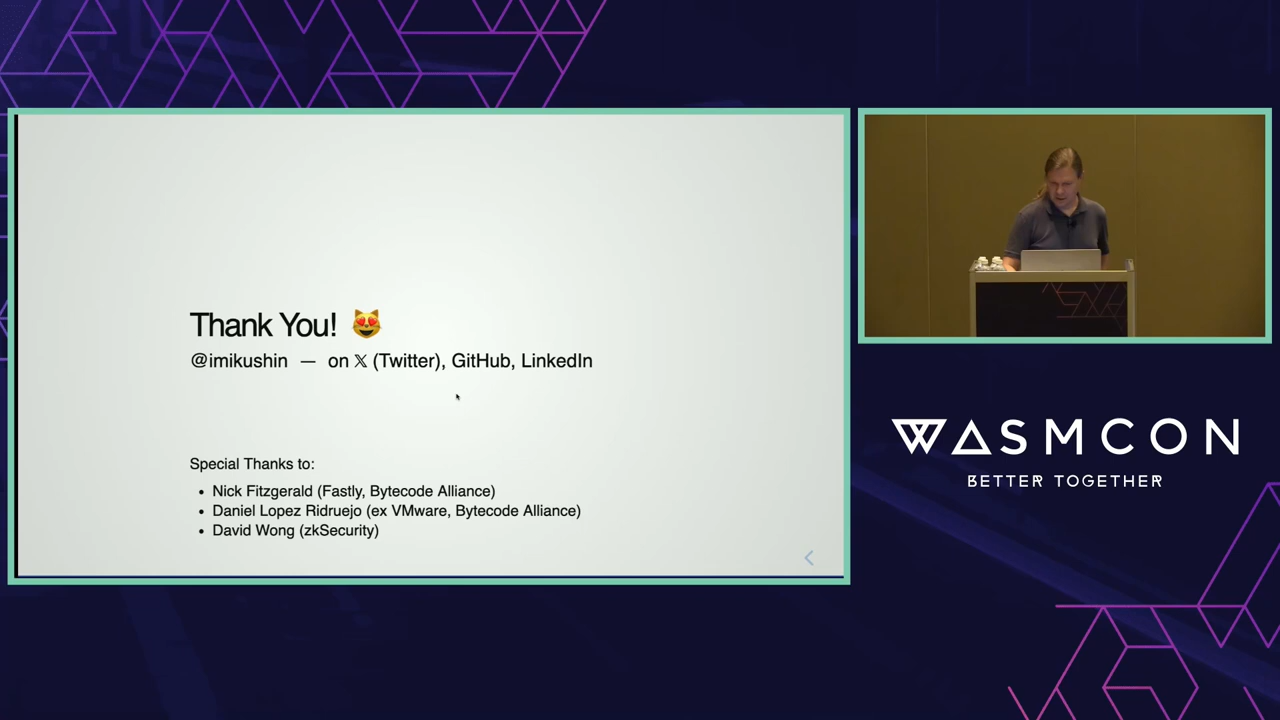 Thank You! 😻
@imikushin — on 𝕏 (Twitter), GitHub, LinkedIn
Special Thanks to:
• Nick Fitzgerald (Fastly, Bytecode Alliance)
• Daniel Lopez Ridruejo (ex VMware, Bytecode Alliance)
• David Wong (zkSecurity)
WASMCON
BETTER TOGETHER